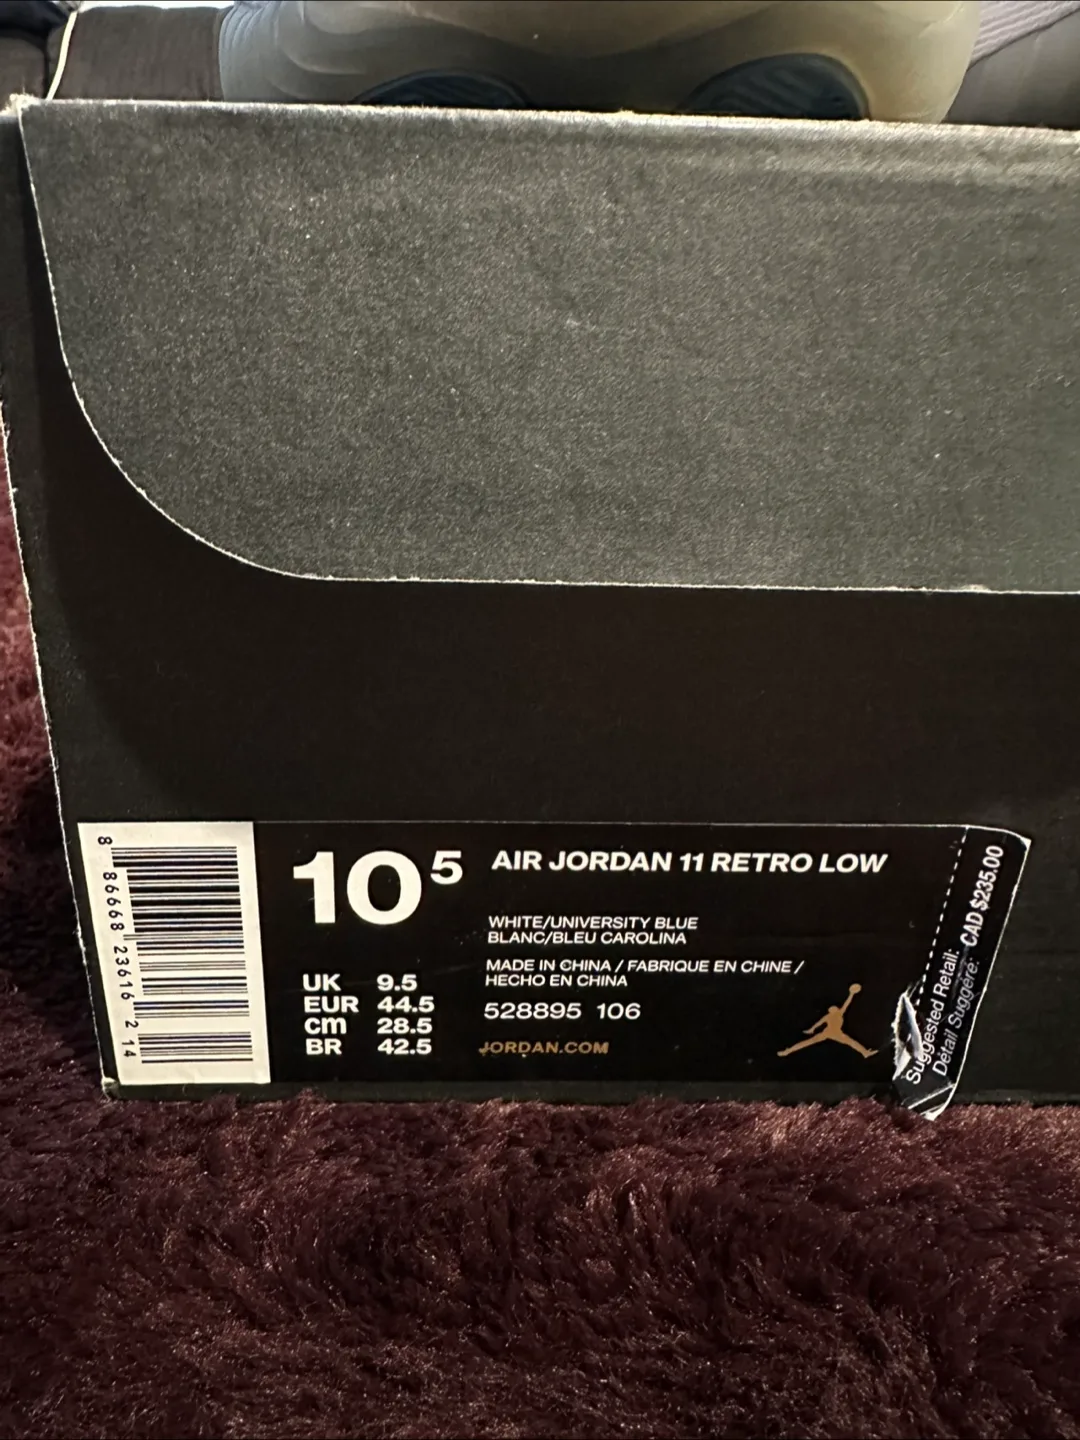 8 86668 23616 2 14
10⁵
AIR JORDAN 11 RETRO LOW
WHITE/UNIVERSITY BLUE
BLANC/BLEU CAROLINA
MADE IN CHINA / FABRIQUE EN CHINE /
HECHO EN CHINA
UK 9.5
EUR 44.5
cm 28.5
BR 42.5
528895 106
JORDAN.COM
Suggested Retail: CAD $235.00
Détail Suggéré: